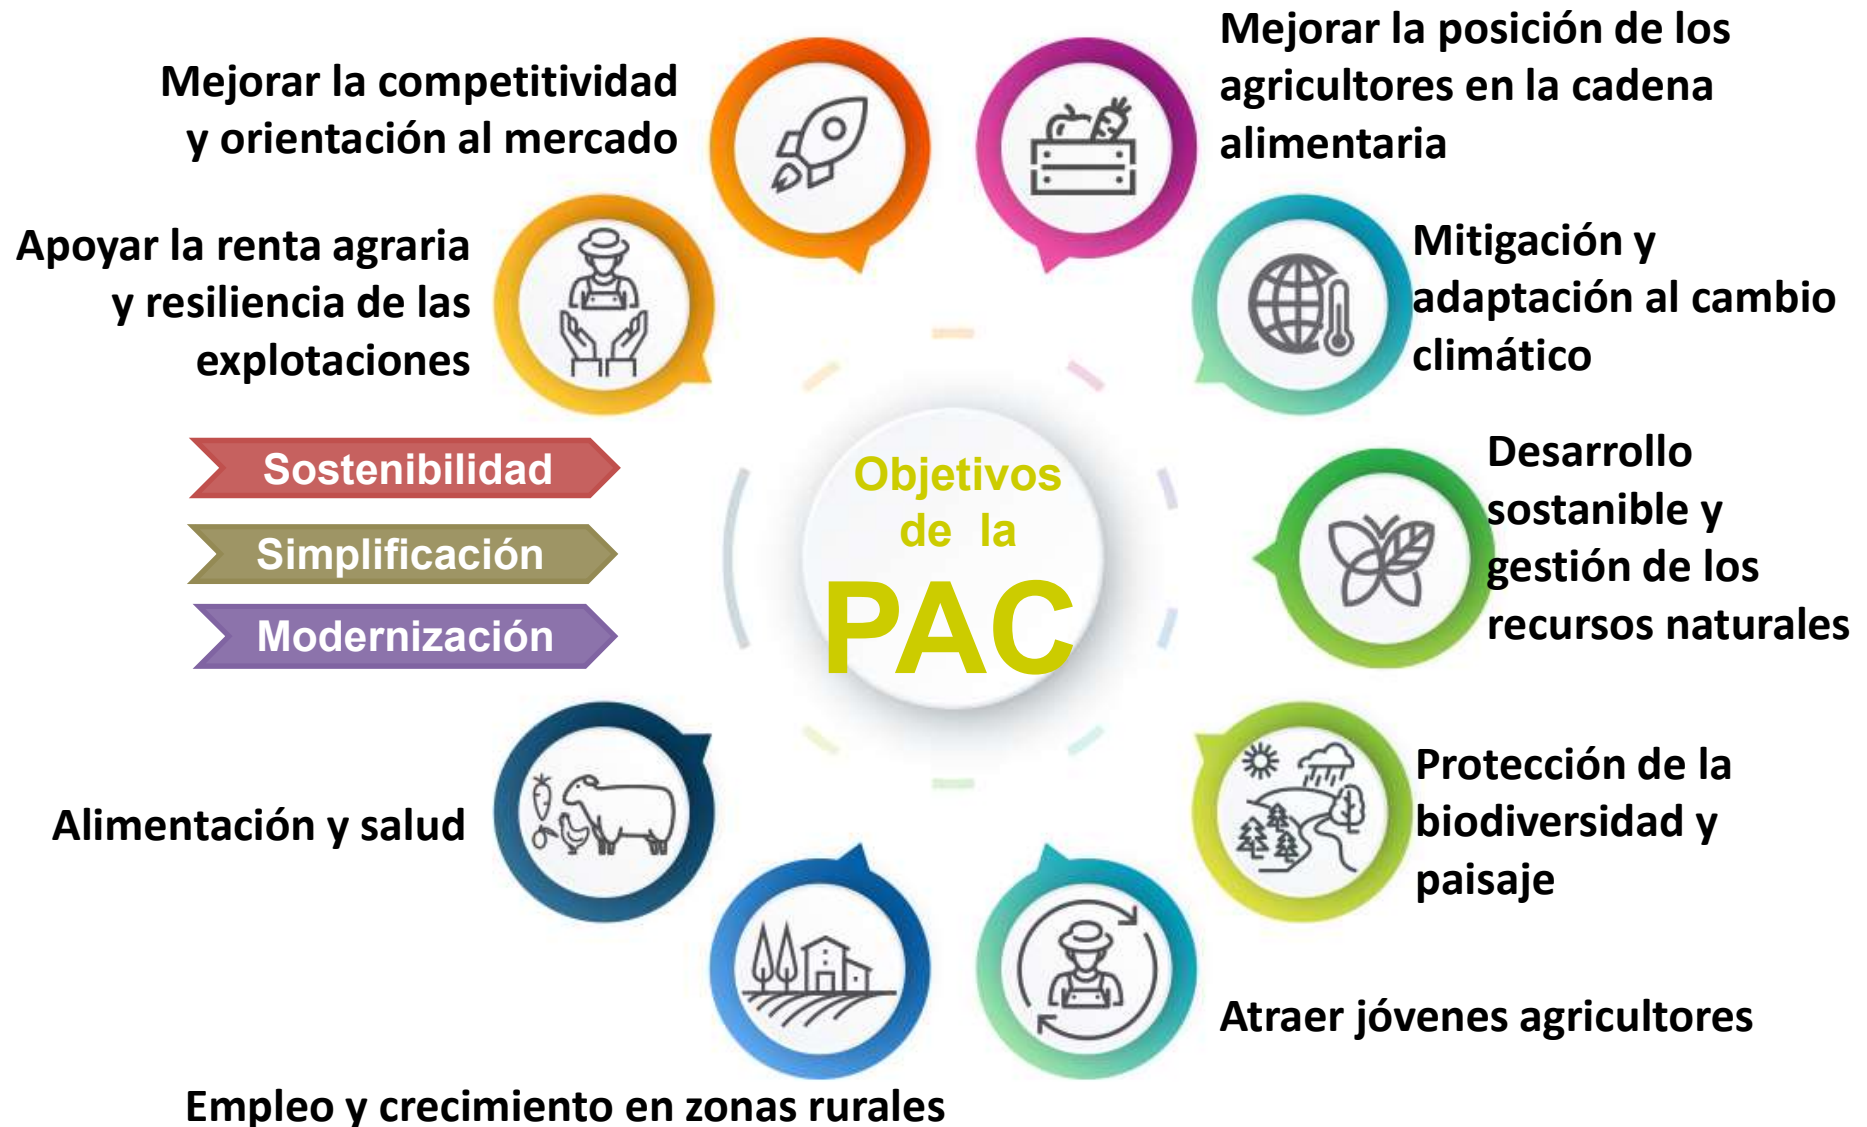 Mejorar la competitividad
y orientación al mercado
Mejorar la posición de los
agricultores en la cadena
alimentaria
Apoyar la renta agraria
y resiliencia de las
explotaciones
Mitigación y
adaptación al cambio
climático
Sostenibilidad
Simplificación
Modernización
Objetivos
de la
PAC
Desarrollo
sostanible y
gestión de los
recursos naturales
Alimentación y salud
Protección de la
biodiversidad y
paisaje
Atraer jóvenes agricultores
Empleo y crecimiento en zonas rurales